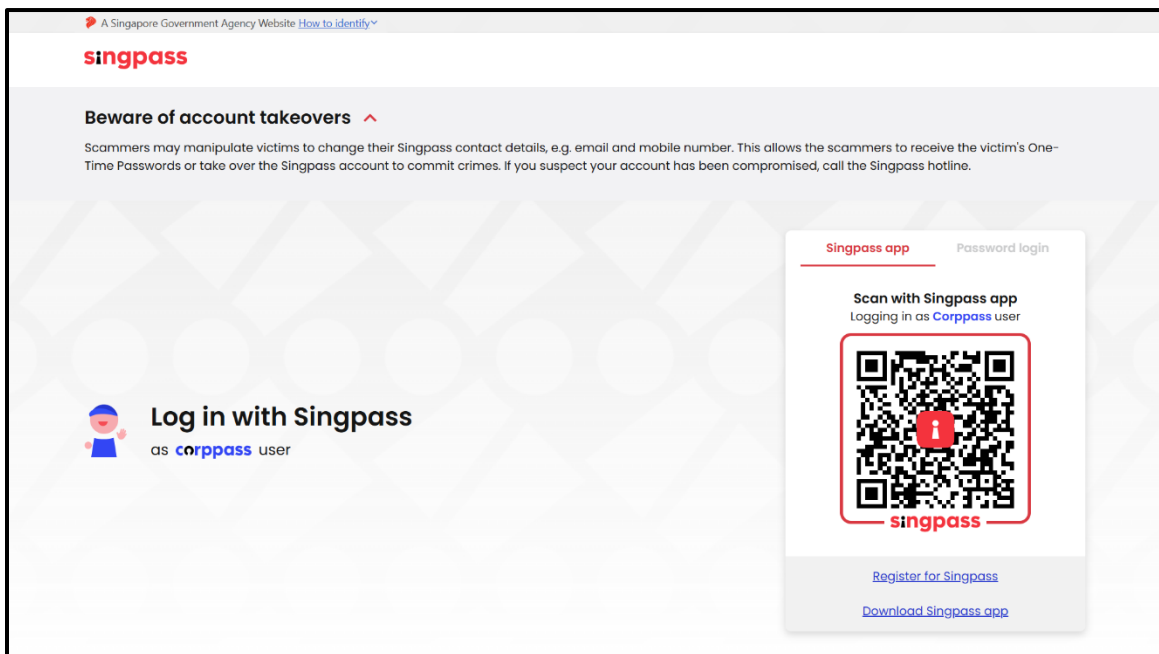 A Singapore Government Agency Website How to identify
singpass
Beware of account takeovers
Scammers may manipulate victims to change their Singpass contact details, e.g. email and mobile number. This allows the scammers to receive the victim's One-
Time Passwords or take over the Singpass account to commit crimes. If you suspect your account has been compromised, call the Singpass hotline.
Singpass app Password login
Scan with Singpass app
Logging in as Corppass user
Log in with Singpass
as corppass user
singpass
Register for Singpass
Download Singpass app